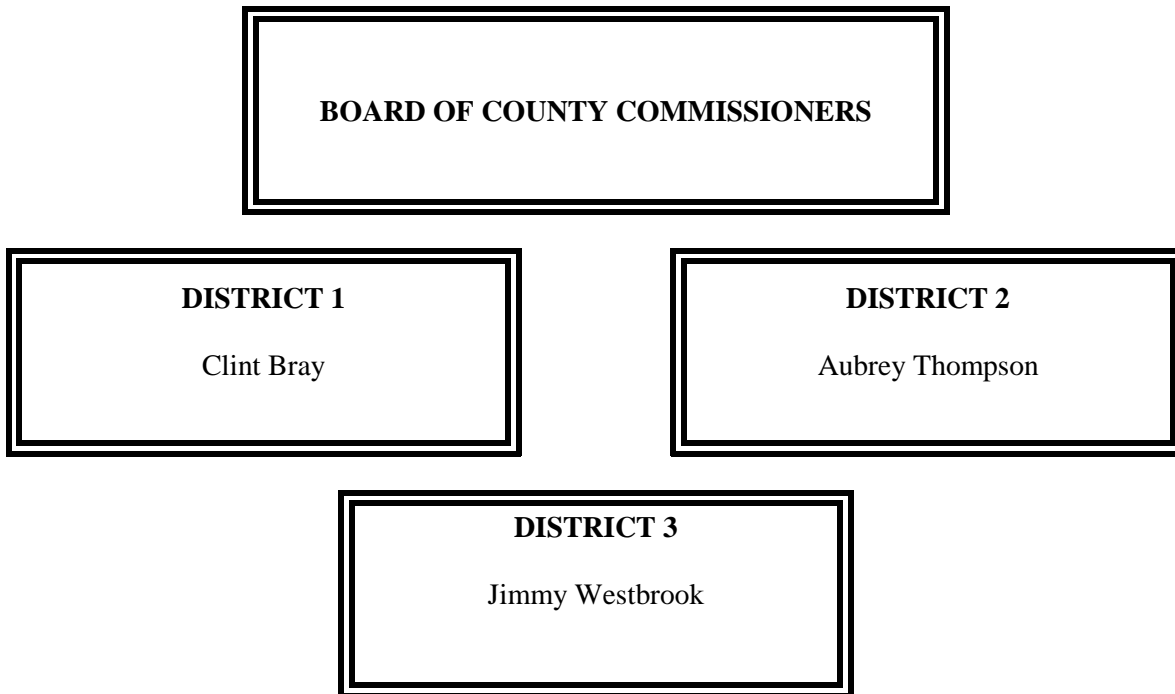 BOARD OF COUNTY COMMISSIONERS
DISTRICT 1
Clint Bray
DISTRICT 2
Aubrey Thompson
DISTRICT 3
Jimmy Westbrook